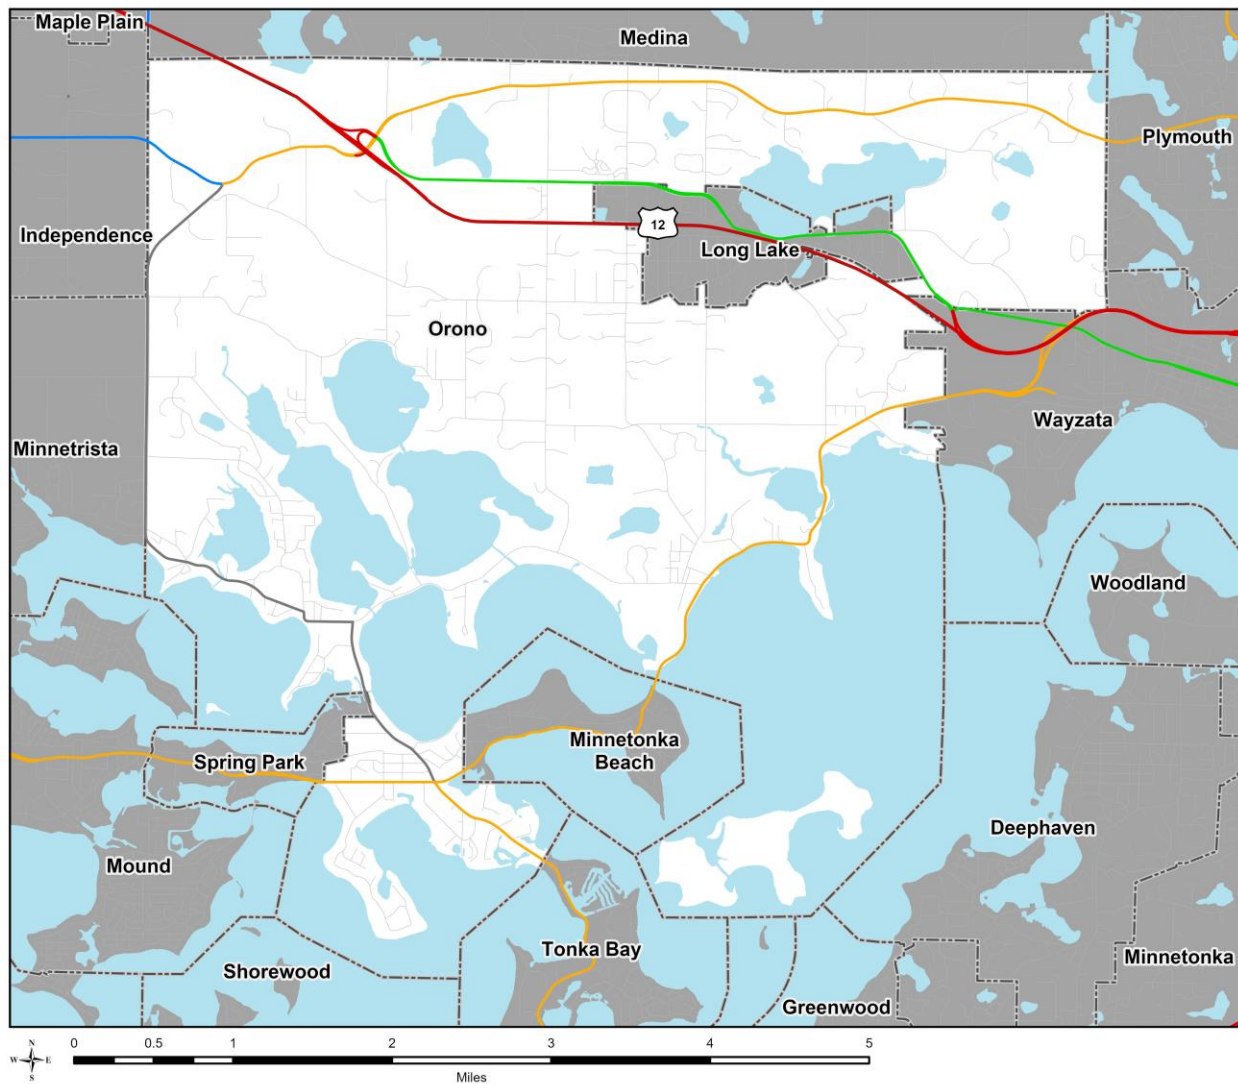 Maple Plain
Medina
Plymouth
Independence
12
Long Lake
Orono
Wayzata
Minnetrista
Woodland
Minnetonka
Beach
Spring Park
Deephaven
Mound
Tonka Bay
Minnetonka
Shorewood
Greenwood
N
W E
S
0 0.5 1 2 3 4 5
Miles